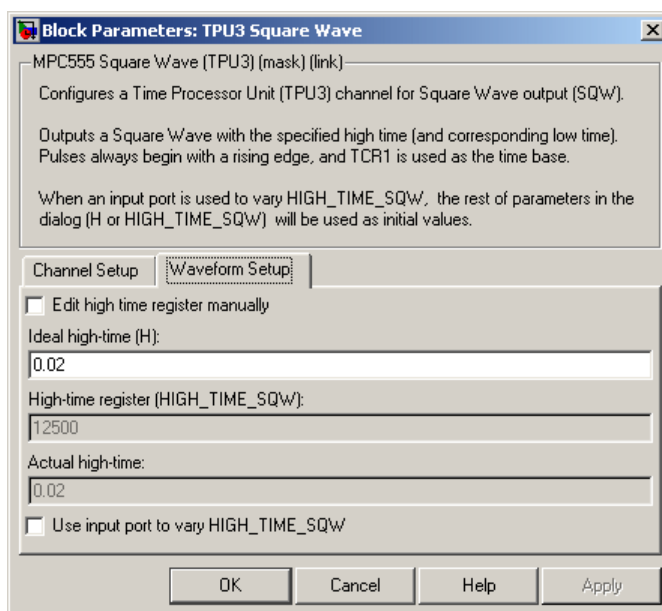 Block Parameters: TPU3 Square Wave
MPC555 Square Wave (TPU3) (mask) (link)
Configures a Time Processor Unit (TPU3) channel for Square Wave output (SQW).
Outputs a Square Wave with the specified high time (and corresponding low time).
Pulses always begin with a rising edge, and TCR1 is used as the time base.
When an input port is used to vary HIGH_TIME_SQW, the rest of parameters in the
dialog (H or HIGH_TIME_SQW) will be used as initial values.
Channel Setup Waveform Setup
Edit high time register manually
Ideal high-time (H):
0.02
High-time register (HIGH_TIME_SQW):
12500
Actual high-time:
0.02
Use input port to vary HIGH_TIME_SQW
OK Cancel Help Apply